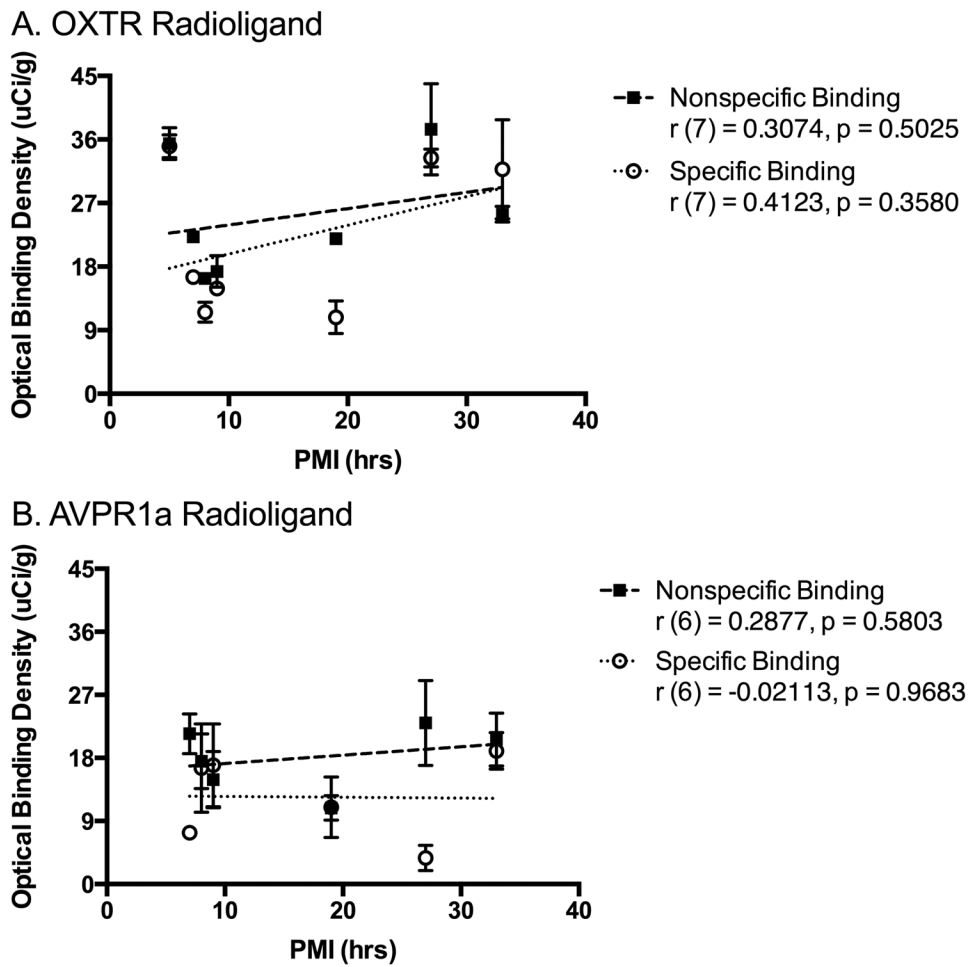 A. OXTR Radioligand
Optical Binding Density (uCi/g)
45
36
27
18
9
0
0 10 20 30 40
PMI (hrs)
Nonspecific Binding
r (7) = 0.3074, p = 0.5025
Specific Binding
r (7) = 0.4123, p = 0.3580
B. AVPR1a Radioligand
Optical Binding Density (uCi/g)
45
36
27
18
9
0
0 10 20 30 40
PMI (hrs)
Nonspecific Binding
r (6) = 0.2877, p = 0.5803
Specific Binding
r (6) = -0.02113, p = 0.9683